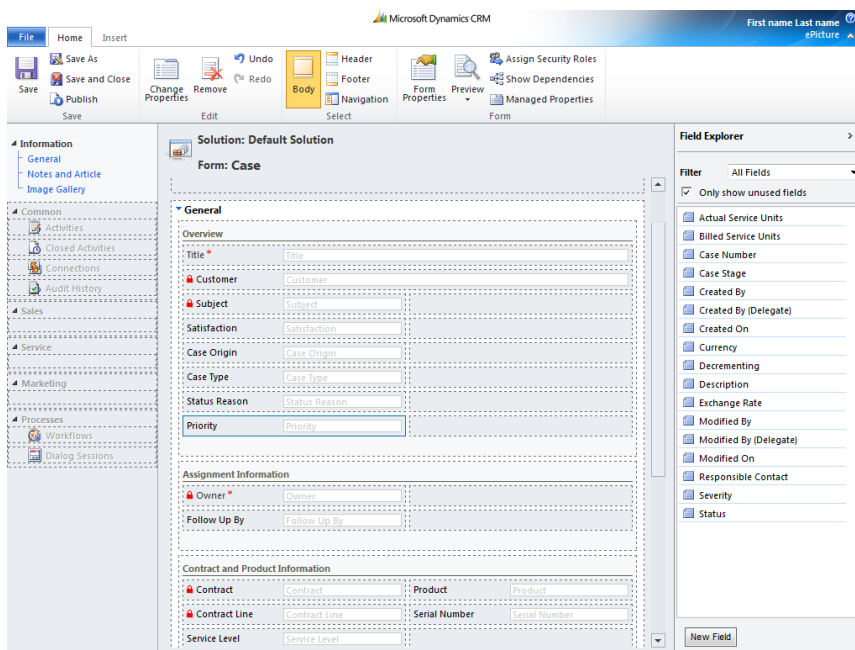 Microsoft Dynamics CRM
First name Last name
ePicture
File Home Insert
Save
Save As
Save and Close
Publish
Save
Change Properties
Remove
Undo
Redo
Edit
Body
Header
Footer
Navigation
Select
Form Properties
Preview
Assign Security Roles
Show Dependencies
Managed Properties
Form
Information
General
Notes and Article
Image Gallery
Common
Activities
Closed Activities
Connections
Audit History
Sales
Service
Marketing
Processes
Workflows
Dialog Sessions
Solution: Default Solution
Form: Case
General
Overview
Title * Title
Customer Customer
Subject Subject
Satisfaction Satisfaction
Case Origin Case Origin
Case Type Case Type
Status Reason Status Reason
Priority Priority
Assignment Information
Owner * Owner
Follow Up By Follow Up By
Contract and Product Information
Contract Contract Product Product
Contract Line Contract Line Serial Number Serial Number
Service Level Service Level
Field Explorer >
Filter All Fields
Only show unused fields
Actual Service Units
Billed Service Units
Case Number
Case Stage
Created By
Created By (Delegate)
Created On
Currency
Decrementing
Description
Exchange Rate
Modified By
Modified By (Delegate)
Modified On
Responsible Contact
Severity
Status
New Field